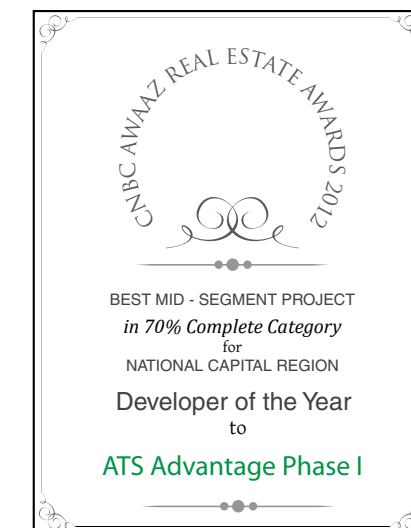 CNBC AWAAZ REAL ESTATE AWARDS 2012
BEST MID - SEGMENT PROJECT
in 70% Complete Category
for
NATIONAL CAPITAL REGION
Developer of the Year
to
ATS Advantage Phase I